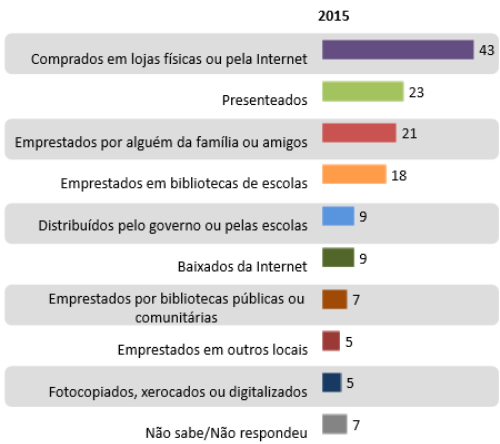 2015
Comprados em lojas físicas ou pela Internet 43
Presenteados 23
Emprestados por alguém da família ou amigos 21
Emprestados em bibliotecas de escolas 18
Distribuídos pelo governo ou pelas escolas 9
Baixados da Internet 9
Emprestados por bibliotecas públicas ou
comunitárias 7
Emprestados em outros locais 5
Fotocopiados, xerocados ou digitalizados 5
Não sabe/Não respondeu 7